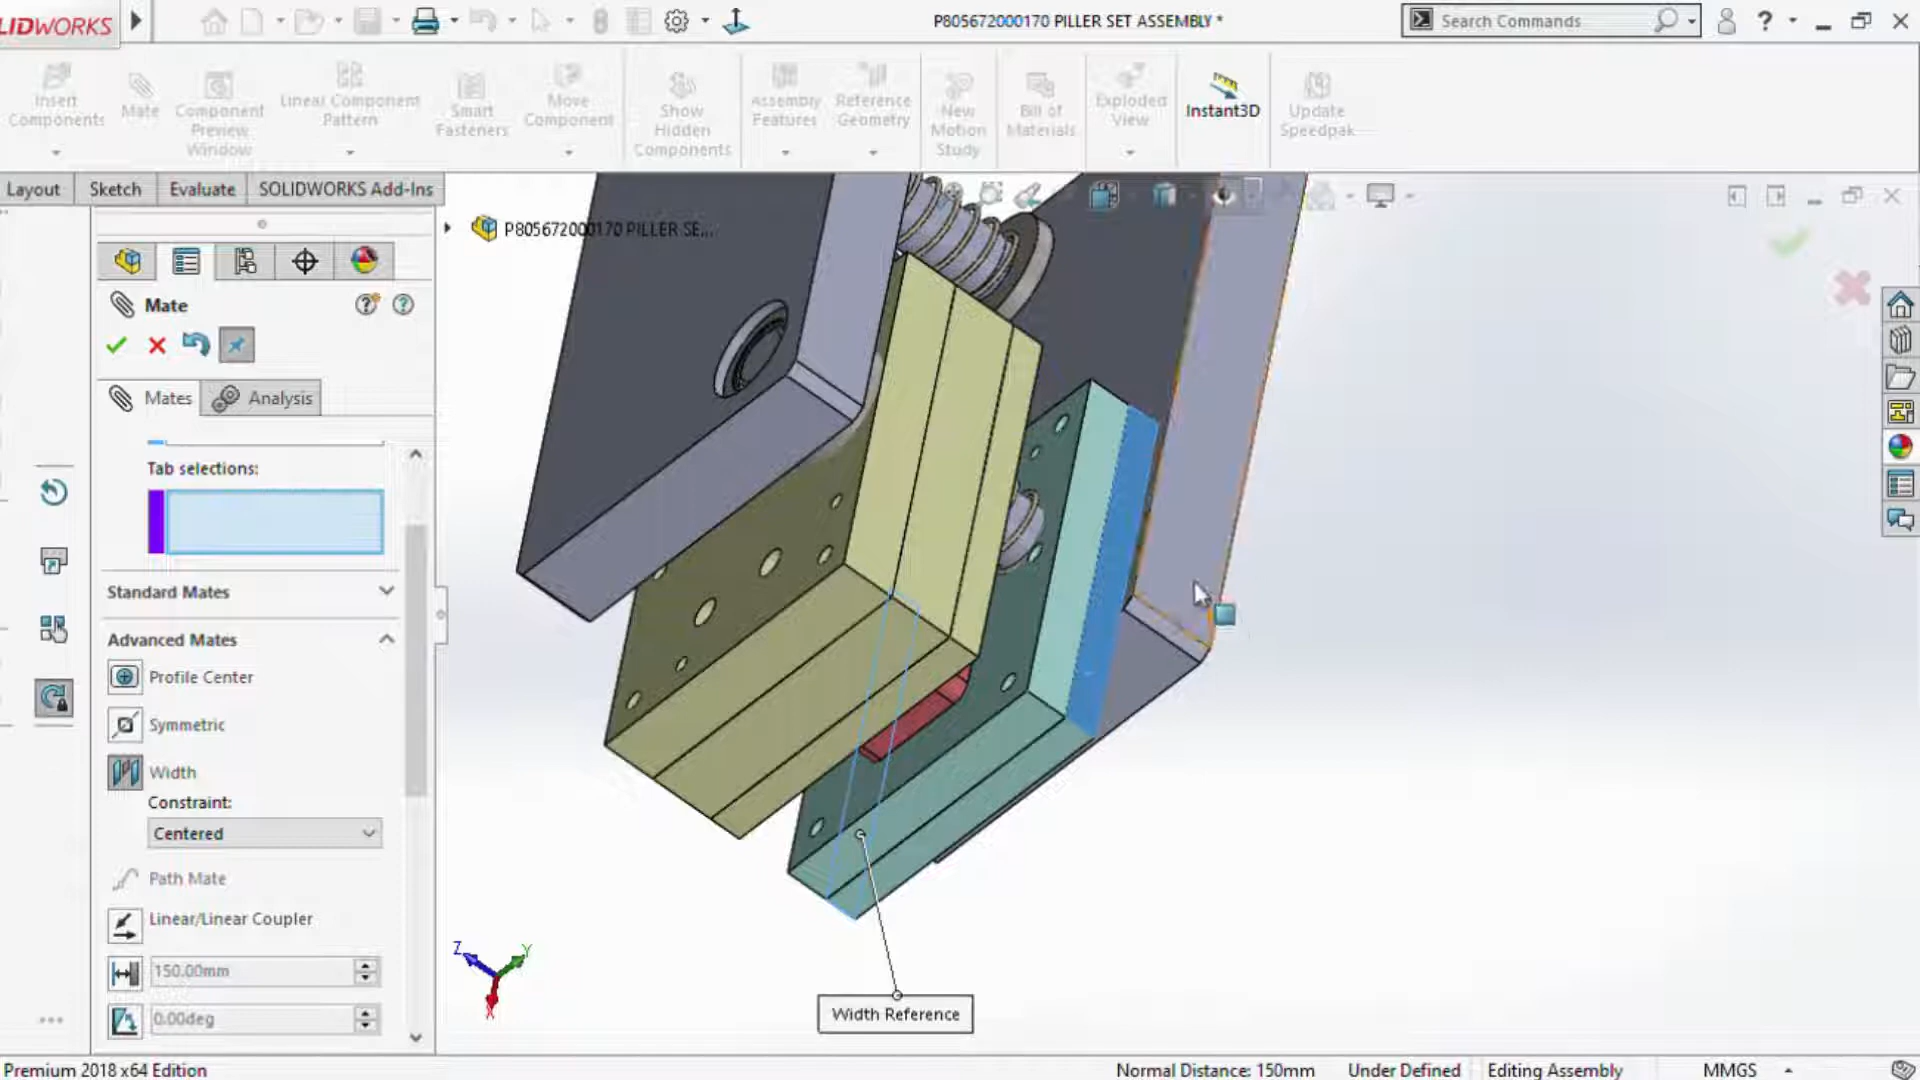 LIDWORKS
P805672000170 PILLER SET ASSEMBLY *
Search Commands
?
Insert Components
Mate
Component Preview Window
Linear Component Pattern
Smart Fasteners
Move Component
Show Hidden Components
Assembly Features
Reference Geometry
New Motion Study
Bill of Materials
Exploded View
Instant3D
Update Speedpak
Layout
Sketch
Evaluate
SOLIDWORKS Add-Ins
P805672000170 PILLER SE...
Mate
Mates
Analysis
Tab selections:
Standard Mates
Advanced Mates
Profile Center
Symmetric
Width
Constraint:
Centered
Path Mate
Linear/Linear Coupler
150.00mm
0.00deg
Z
Y
X
Width Reference
Premium 2018 x64 Edition
Normal Distance: 150mm
Under Defined
Editing Assembly
MMGS